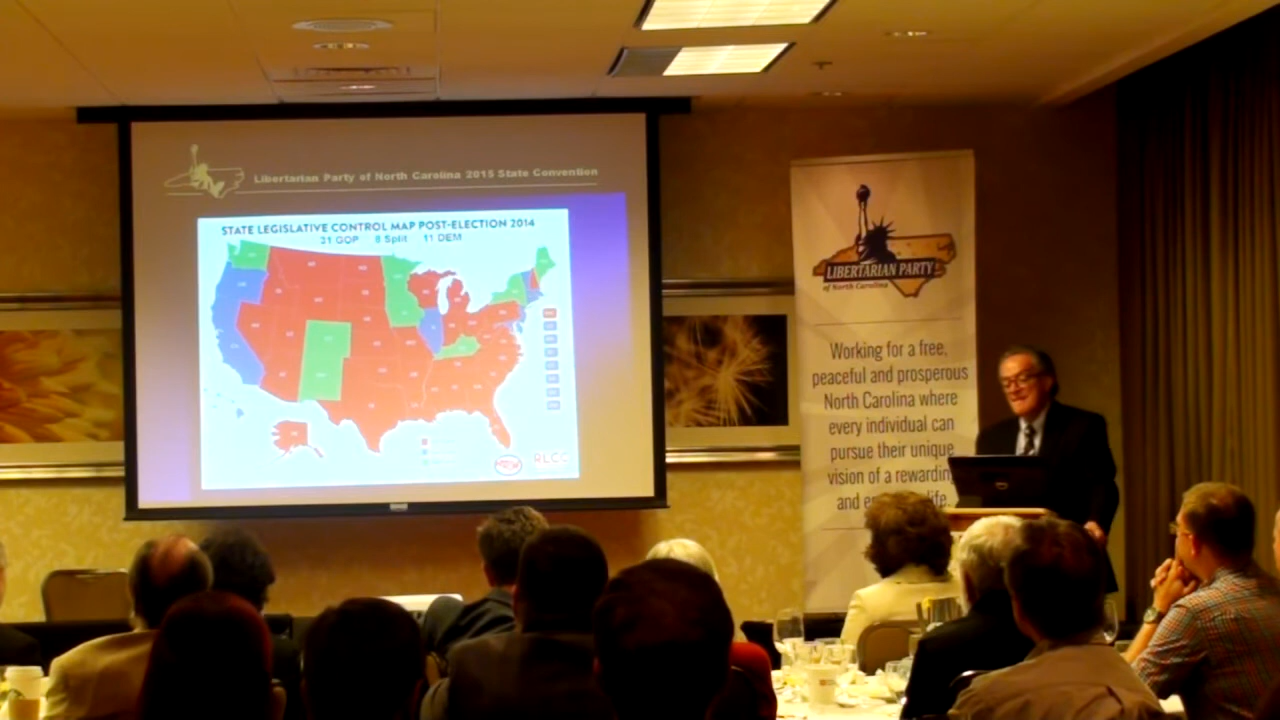 Libertarian Party of North Carolina 2015 State Convention
STATE LEGISLATIVE CONTROL MAP POST-ELECTION 2014
31 GOP 8 Split 11 DEM
RLCC
LIBERTARIAN PARTY
of North Carolina
Working for a free,
peaceful and prosperous
North Carolina where
every individual can
pursue their unique
vision of a rewarding
and life.